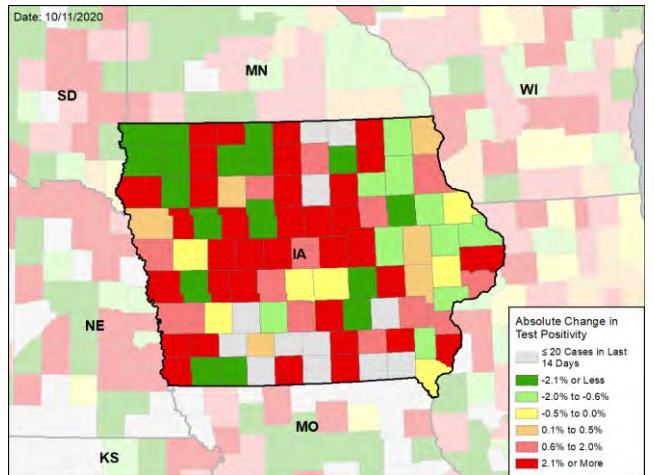 Date: 10/11/2020
MN
SD
WI
IA
NE
MO
KS
Absolute Change in
Test Positivity
≤ 20 Cases in Last
14 Days
-2.1% or Less
-2.0% to -0.6%
-0.5% to 0.0%
0.1% to 0.5%
0.6% to 2.0%
2.1% or More